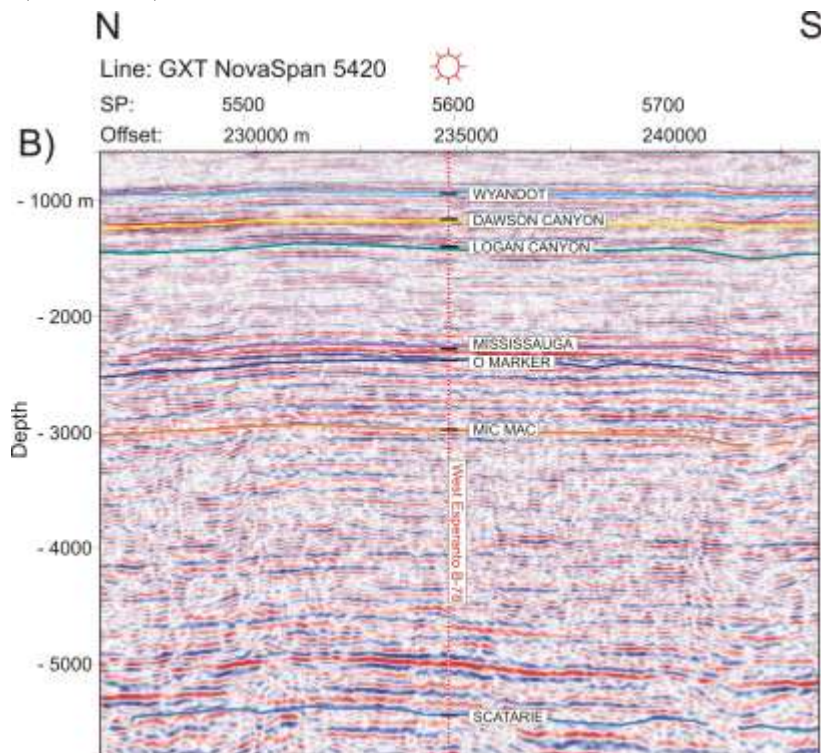 N S
Line: GXT NovaSpan 5420
SP: 5500 5600 5700
Offset: 230000 m 235000 240000
B)
- 1000 m
WYANDOT
DAWSON CANYON
LOGAN CANYON
- 2000
MISSISSAUGA
O MARKER
Depth
- 3000
MIC MAC
West Esperanto B-78
- 4000
- 5000
SCATARIE